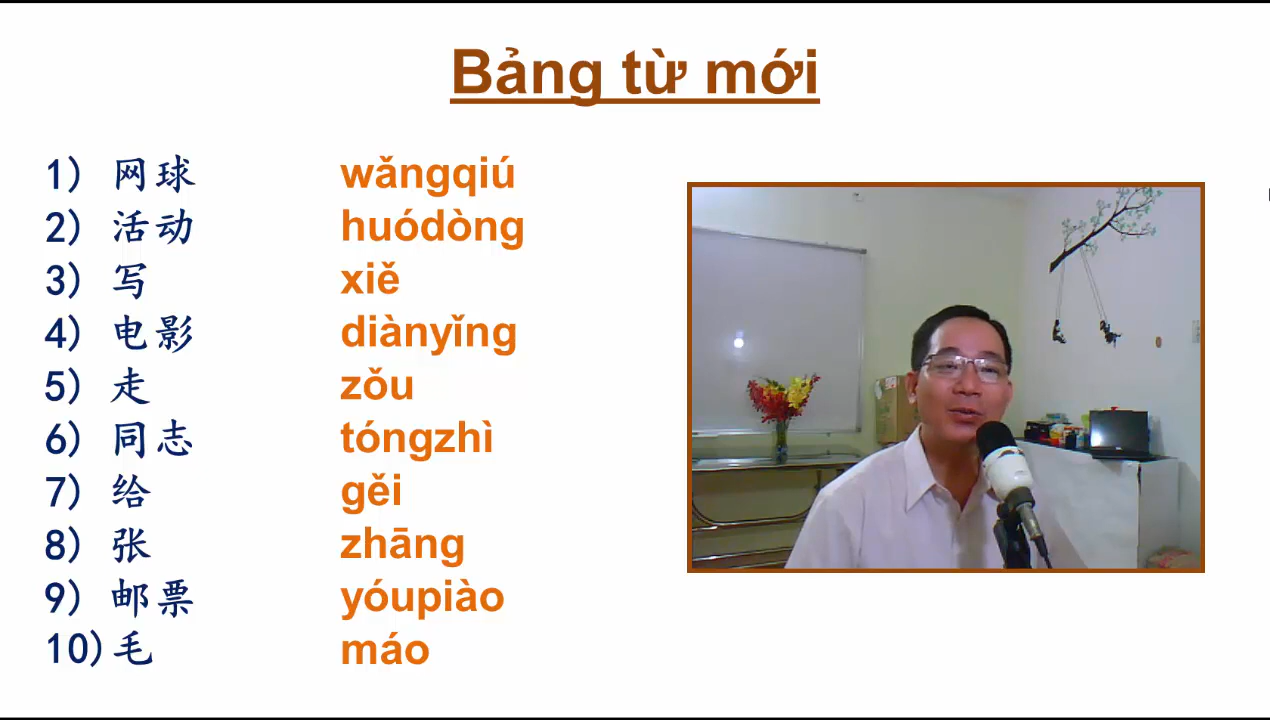 Bảng từ mới
1) 网球 wǎngqiú
2) 活动 huódòng
3) 写 xiě
4) 电影 diànyǐng
5) 走 zǒu
6) 同志 tóngzhì
7) 给 gěi
8) 张 zhāng
9) 邮票 yóupiào
10) 毛 máo